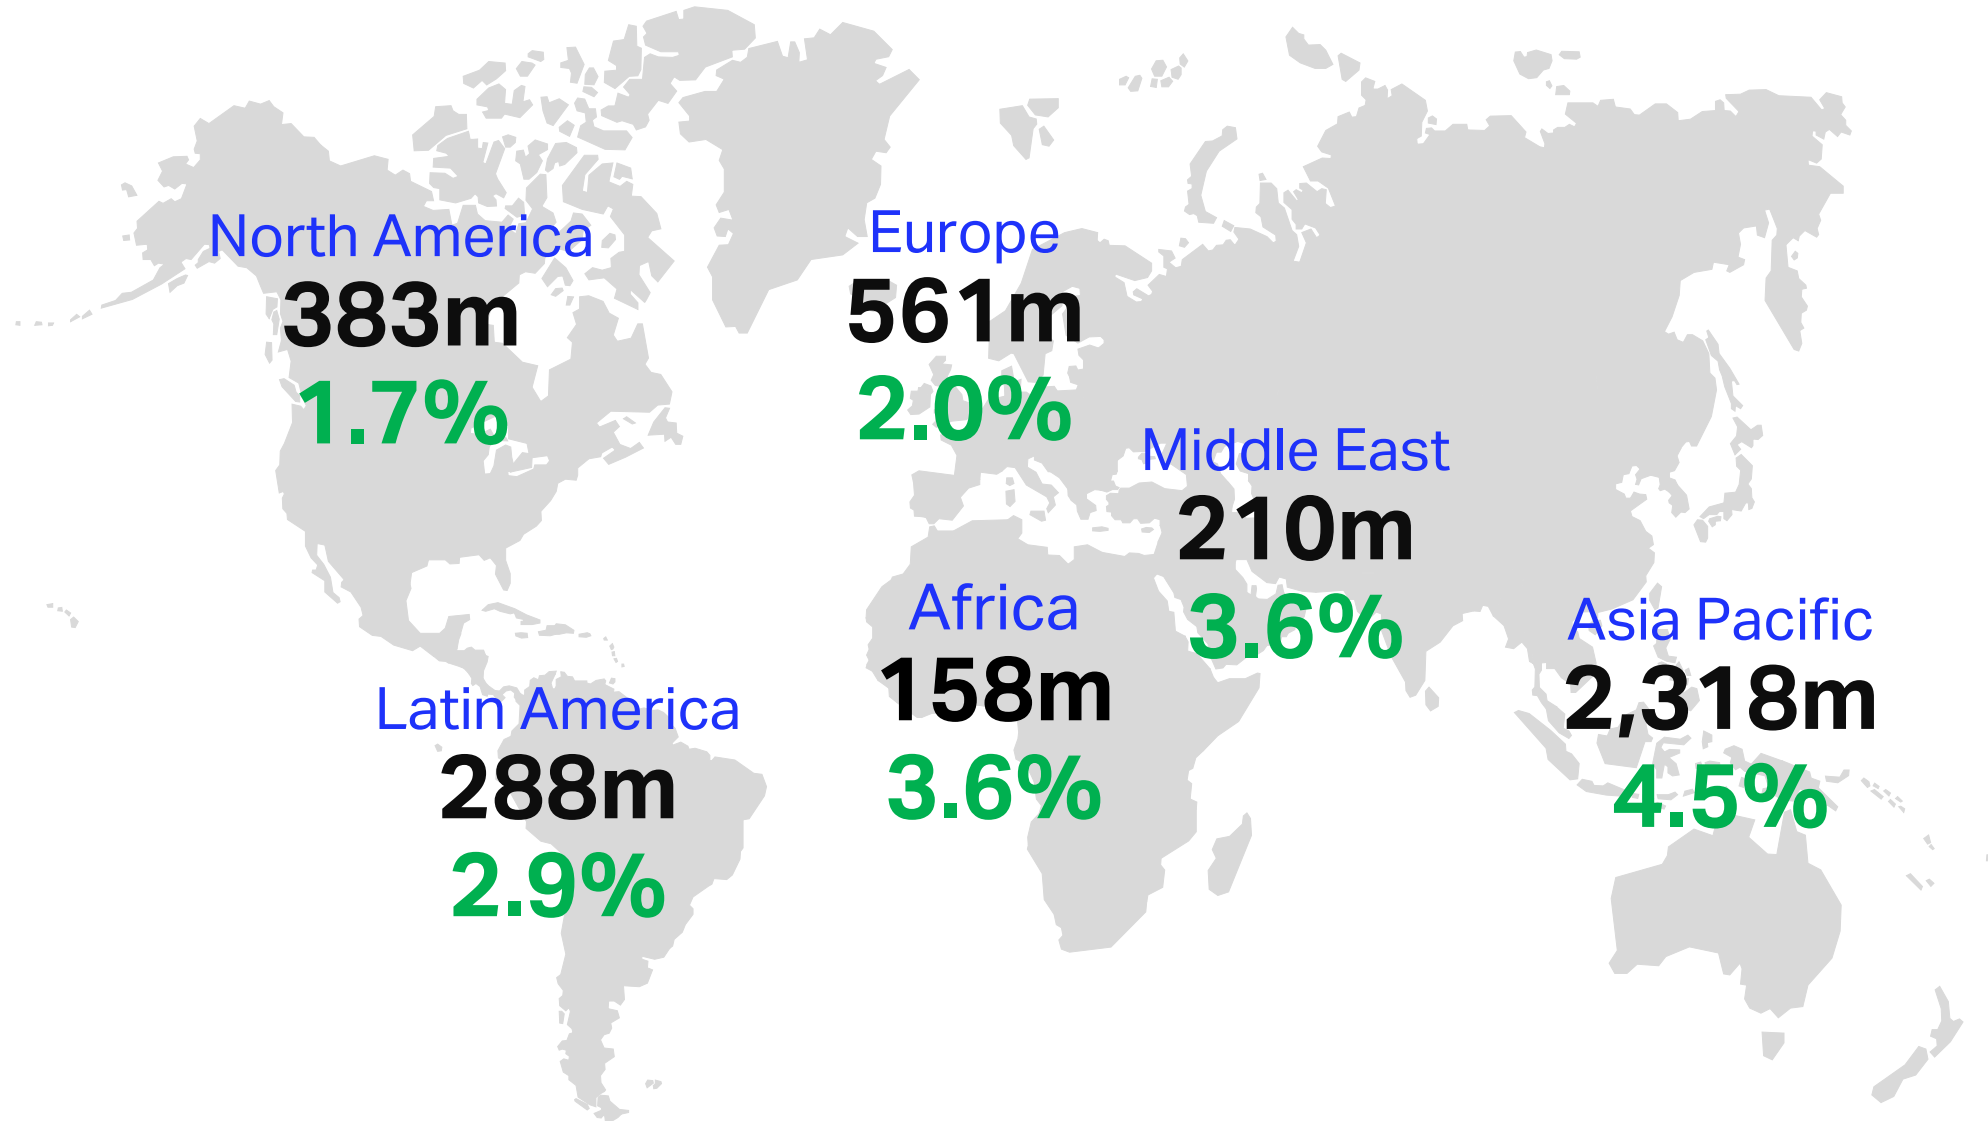 North America
383m
1.7%
Europe
561m
2.0%
Middle East
210m
3.6%
Africa
158m
3.6%
Asia Pacific
2,318m
4.5%
Latin America
288m
2.9%